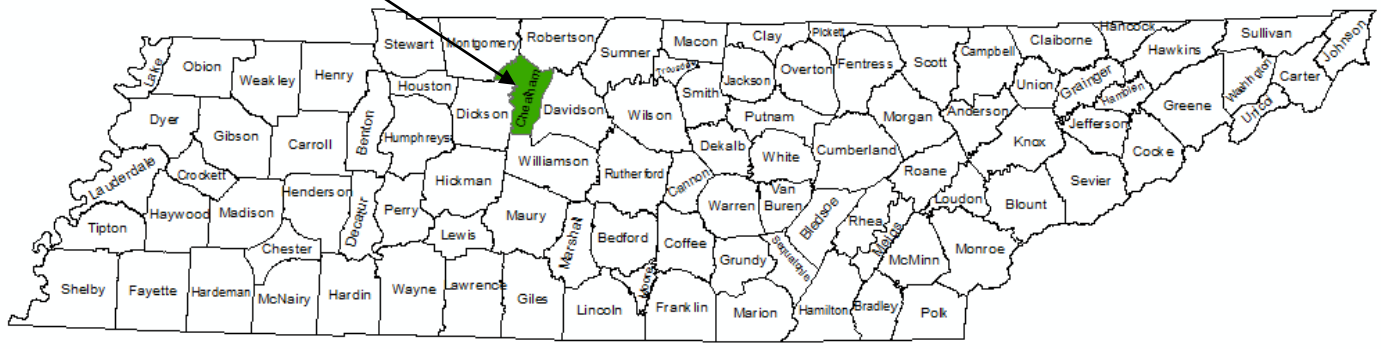 Stewart
Montgomery
Robertson
Sumner
Macon
Clay
Pickett
Overton
Fentress
Scott
Campbell
Claiborne
Hancock
Hawkins
Sullivan
Johnson
Lake
Obion
Weakley
Henry
Houston
Cheatham
Davidson
Trousdale
Smith
Jackson
Putnam
Morgan
Anderson
Union
Grainger
Hamblen
Greene
Washington
Carter
Unicoi
Dyer
Gibson
Carroll
Benton
Humphreys
Dickson
Wilson
Dekalb
White
Cumberland
Roane
Knox
Jefferson
Cocke
Sevier
Lauderdale
Crockett
Henderson
Decatur
Perry
Hickman
Williamson
Rutherford
Cannon
Warren
Van
Buren
Bledsoe
Rhea
Meigs
Loudon
Blount
Tipton
Haywood
Madison
Chester
Lewis
Maury
Marshal
Bedford
Coffee
Grundy
Sequatchie
McMinn
Monroe
Shelby
Fayette
Hardeman
McNairy
Hardin
Wayne
Lawrence
Giles
Lincoln
Moore
Franklin
Marion
Hamilton
Bradley
Polk